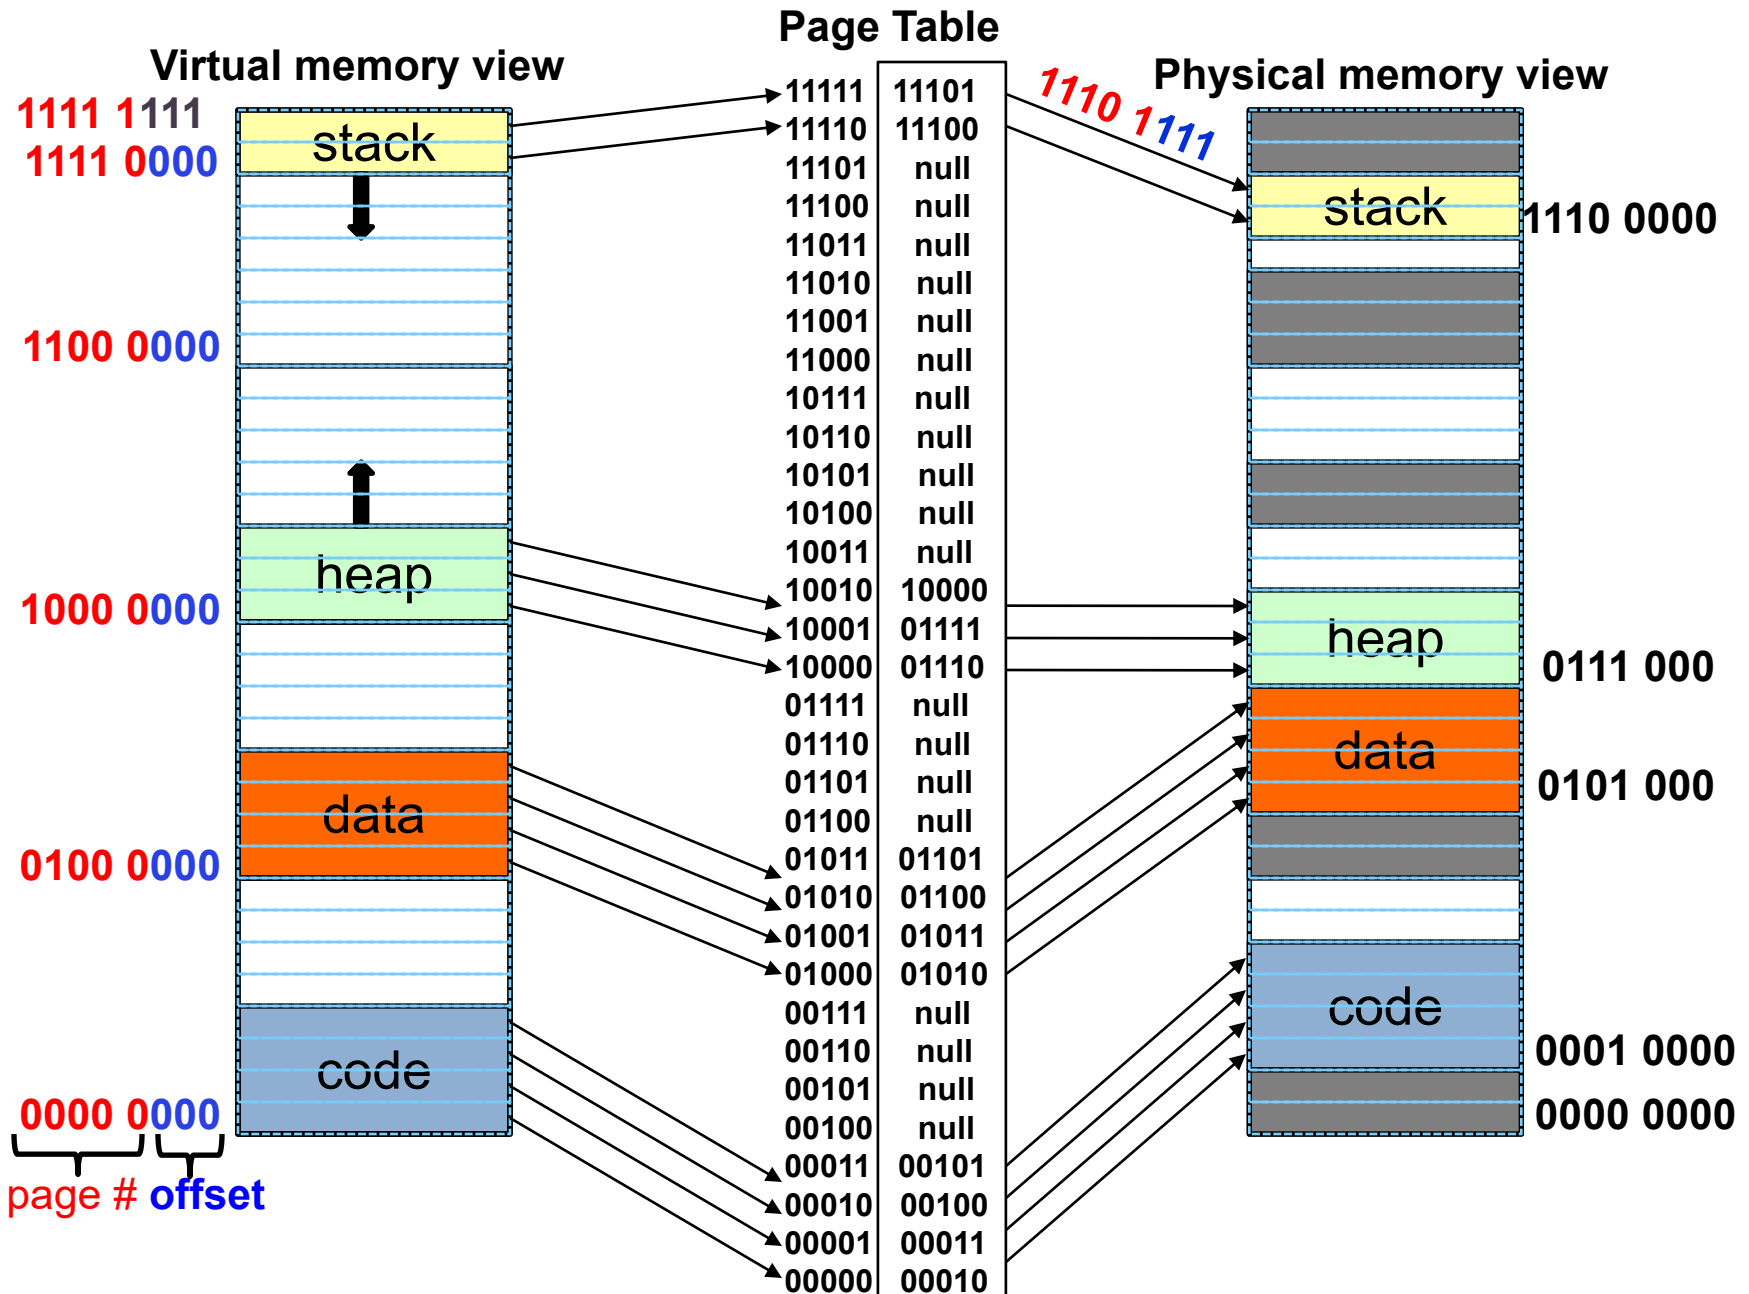 Page Table
Virtual memory view
Physical memory view
1111 1111
1111 0000
1100 0000
1000 0000
0100 0000
0000 0000
page # offset
stack
heap
data
code
11111 11101
11110 11100
11101 null
11100 null
11011 null
11010 null
11001 null
11000 null
10111 null
10110 null
10101 null
10100 null
10011 null
10010 10000
10001 01111
10000 01110
01111 null
01110 null
01101 null
01100 null
01011 01101
01010 01100
01001 01011
01000 01010
00111 null
00110 null
00101 null
00100 null
00011 00101
00010 00100
00001 00011
00000 00010
1110 1111
stack
1110 0000
heap
0111 000
data
0101 000
code
0001 0000
0000 0000